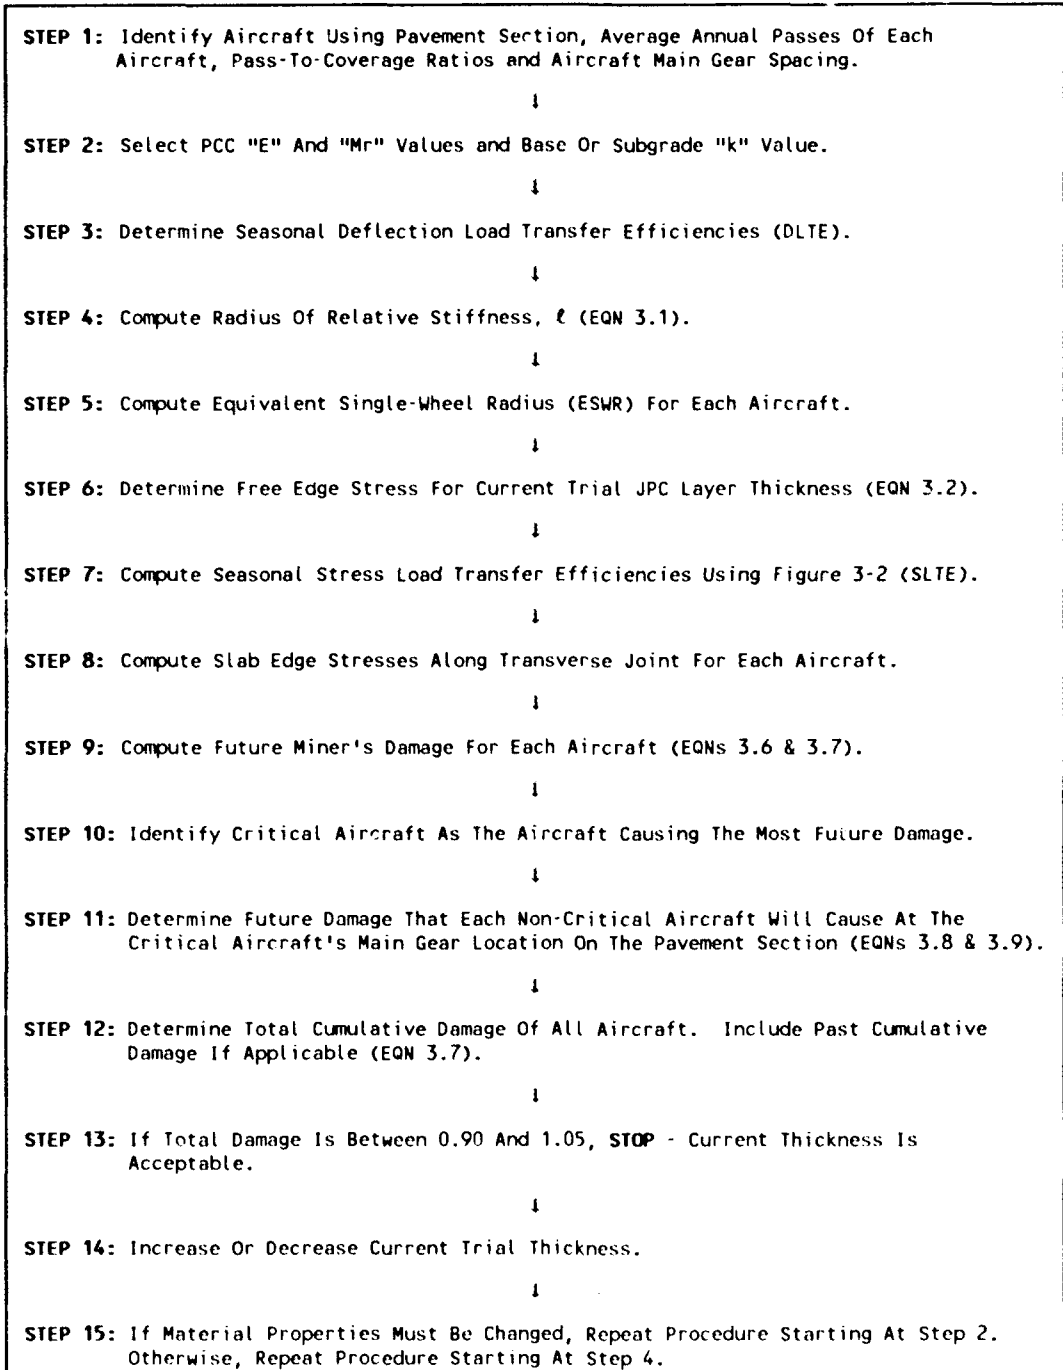 STEP 1: Identify Aircraft Using Pavement Section, Average Annual Passes Of Each
Aircraft, Pass-To-Coverage Ratios and Aircraft Main Gear Spacing.
↓
STEP 2: Select PCC "E" And "Mr" Values and Base Or Subgrade "k" Value.
↓
STEP 3: Determine Seasonal Deflection Load Transfer Efficiencies (DLTE).
↓
STEP 4: Compute Radius Of Relative Stiffness, ℓ (EQN 3.1).
↓
STEP 5: Compute Equivalent Single-Wheel Radius (ESWR) For Each Aircraft.
↓
STEP 6: Determine Free Edge Stress For Current Trial JPC Layer Thickness (EQN 3.2).
↓
STEP 7: Compute Seasonal Stress Load Transfer Efficiencies Using Figure 3-2 (SLTE).
↓
STEP 8: Compute Slab Edge Stresses Along Transverse Joint For Each Aircraft.
↓
STEP 9: Compute Future Miner's Damage For Each Aircraft (EQNs 3.6 & 3.7).
↓
STEP 10: Identify Critical Aircraft As The Aircraft Causing The Most Future Damage.
↓
STEP 11: Determine Future Damage That Each Non-Critical Aircraft Will Cause At The
Critical Aircraft's Main Gear Location On The Pavement Section (EQNs 3.8 & 3.9).
↓
STEP 12: Determine Total Cumulative Damage Of All Aircraft. Include Past Cumulative
Damage If Applicable (EQN 3.7).
↓
STEP 13: If Total Damage Is Between 0.90 And 1.05, STOP - Current Thickness Is
Acceptable.
↓
STEP 14: Increase Or Decrease Current Trial Thickness.
↓
STEP 15: If Material Properties Must Be Changed, Repeat Procedure Starting At Step 2.
Otherwise, Repeat Procedure Starting At Step 4.